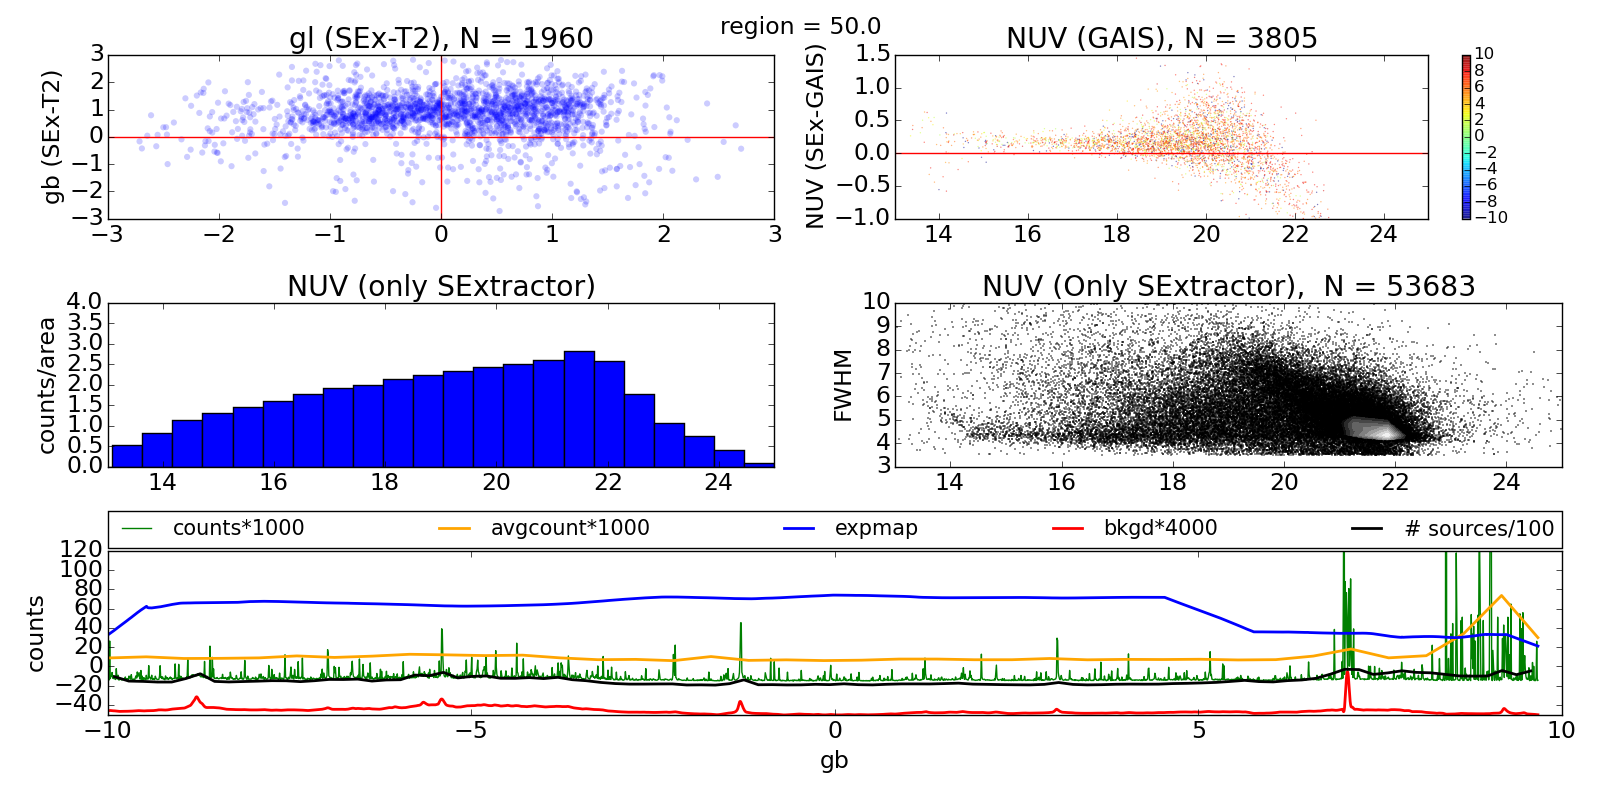 region = 50.0
gl (SEx-T2), N = 1960
gb (SEx-T2)
3
2
1
0
−1
−2
−3
−3 −2 −1 0 1 2 3
NUV (GAIS), N = 3805
NUV (SEx-GAIS)
1.5
1.0
0.5
0.0
−0.5
−1.0
14 16 18 20 22 24
10
8
6
4
2
0
−2
−4
−6
−8
−10
NUV (only SExtractor)
counts/area
4.0
3.5
3.0
2.5
2.0
1.5
1.0
0.5
0.0
14 16 18 20 22 24
NUV (Only SExtractor), N = 53683
FWHM
10
9
8
7
6
5
4
3
14 16 18 20 22 24
counts*1000 avgcount*1000 expmap bkgd*4000 # sources/100
counts
120
100
80
60
40
20
0
−20
−40
−10 −5 0 5 10
gb